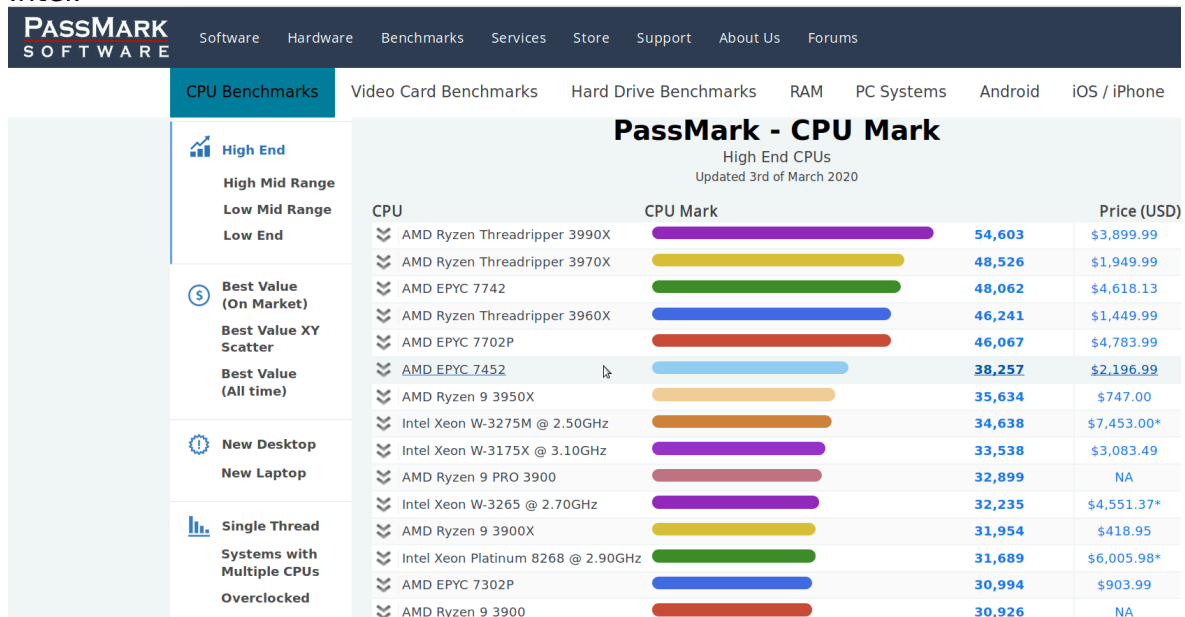 PASSMARK
SOFTWARE
Software Hardware Benchmarks Services Store Support About Us Forums
CPU Benchmarks Video Card Benchmarks Hard Drive Benchmarks RAM PC Systems Android iOS / iPhone
High End
High Mid Range
Low Mid Range
Low End
Best Value
(On Market)
Best Value XY
Scatter
Best Value
(All time)
New Desktop
New Laptop
Single Thread
Systems with
Multiple CPUs
Overclocked
PassMark - CPU Mark
High End CPUs
Updated 3rd of March 2020
CPU CPU Mark Price (USD)
AMD Ryzen Threadripper 3990X 54,603 $3,899.99
AMD Ryzen Threadripper 3970X 48,526 $1,949.99
AMD EPYC 7742 48,062 $4,618.13
AMD Ryzen Threadripper 3960X 46,241 $1,449.99
AMD EPYC 7702P 46,067 $4,783.99
AMD EPYC 7452 38,257 $2,196.99
AMD Ryzen 9 3950X 35,634 $747.00
Intel Xeon W-3275M @ 2.50GHz 34,638 $7,453.00*
Intel Xeon W-3175X @ 3.10GHz 33,538 $3,083.49
AMD Ryzen 9 PRO 3900 32,899 NA
Intel Xeon W-3265 @ 2.70GHz 32,235 $4,551.37*
AMD Ryzen 9 3900X 31,954 $418.95
Intel Xeon Platinum 8268 @ 2.90GHz 31,689 $6,005.98*
AMD EPYC 7302P 30,994 $903.99
AMD Ryzen 9 3900 30,926 NA